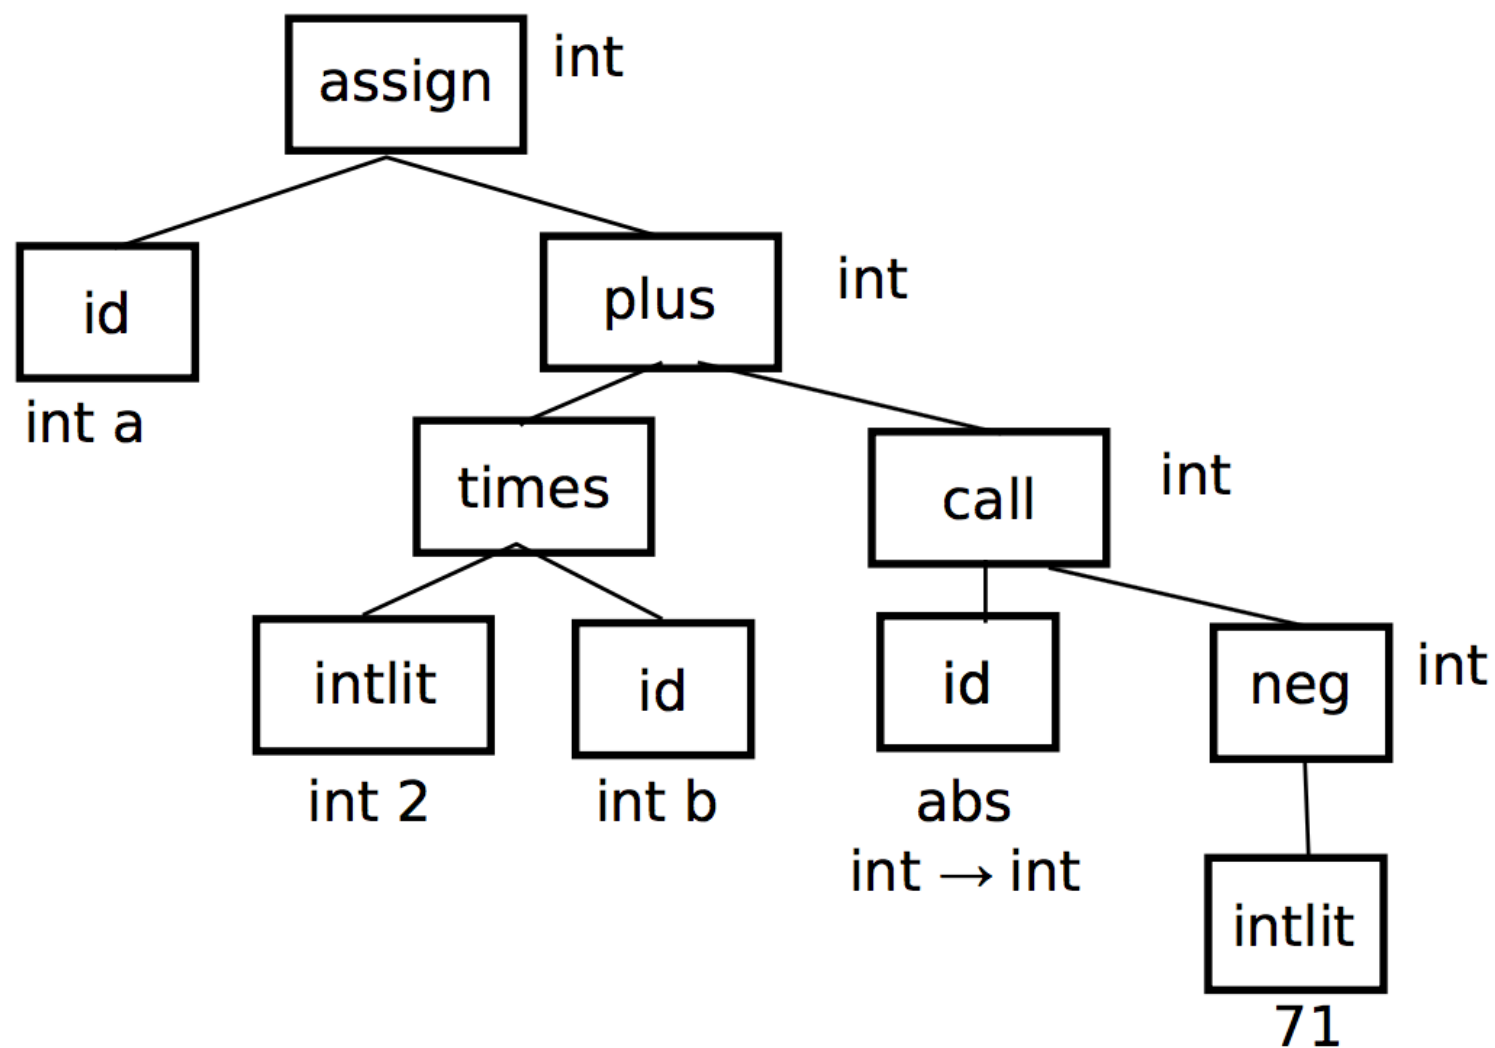 assign
int
id
int a
plus
int
times
call
int
intlit
int 2
id
int b
id
abs
int → int
neg
int
intlit
71